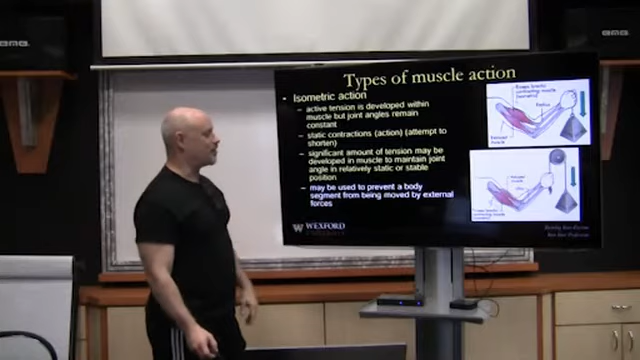 Types of muscle action
• Isometric action
– active tension is developed within
muscle but joint angles remain
constant
– static contractions (action) (attempt to
shorten)
– significant amount of tension may be
developed in muscle to maintain joint
angle in relatively static or stable
position
– may be used to prevent a body
segment from being moved by external
forces
W WEXFORD